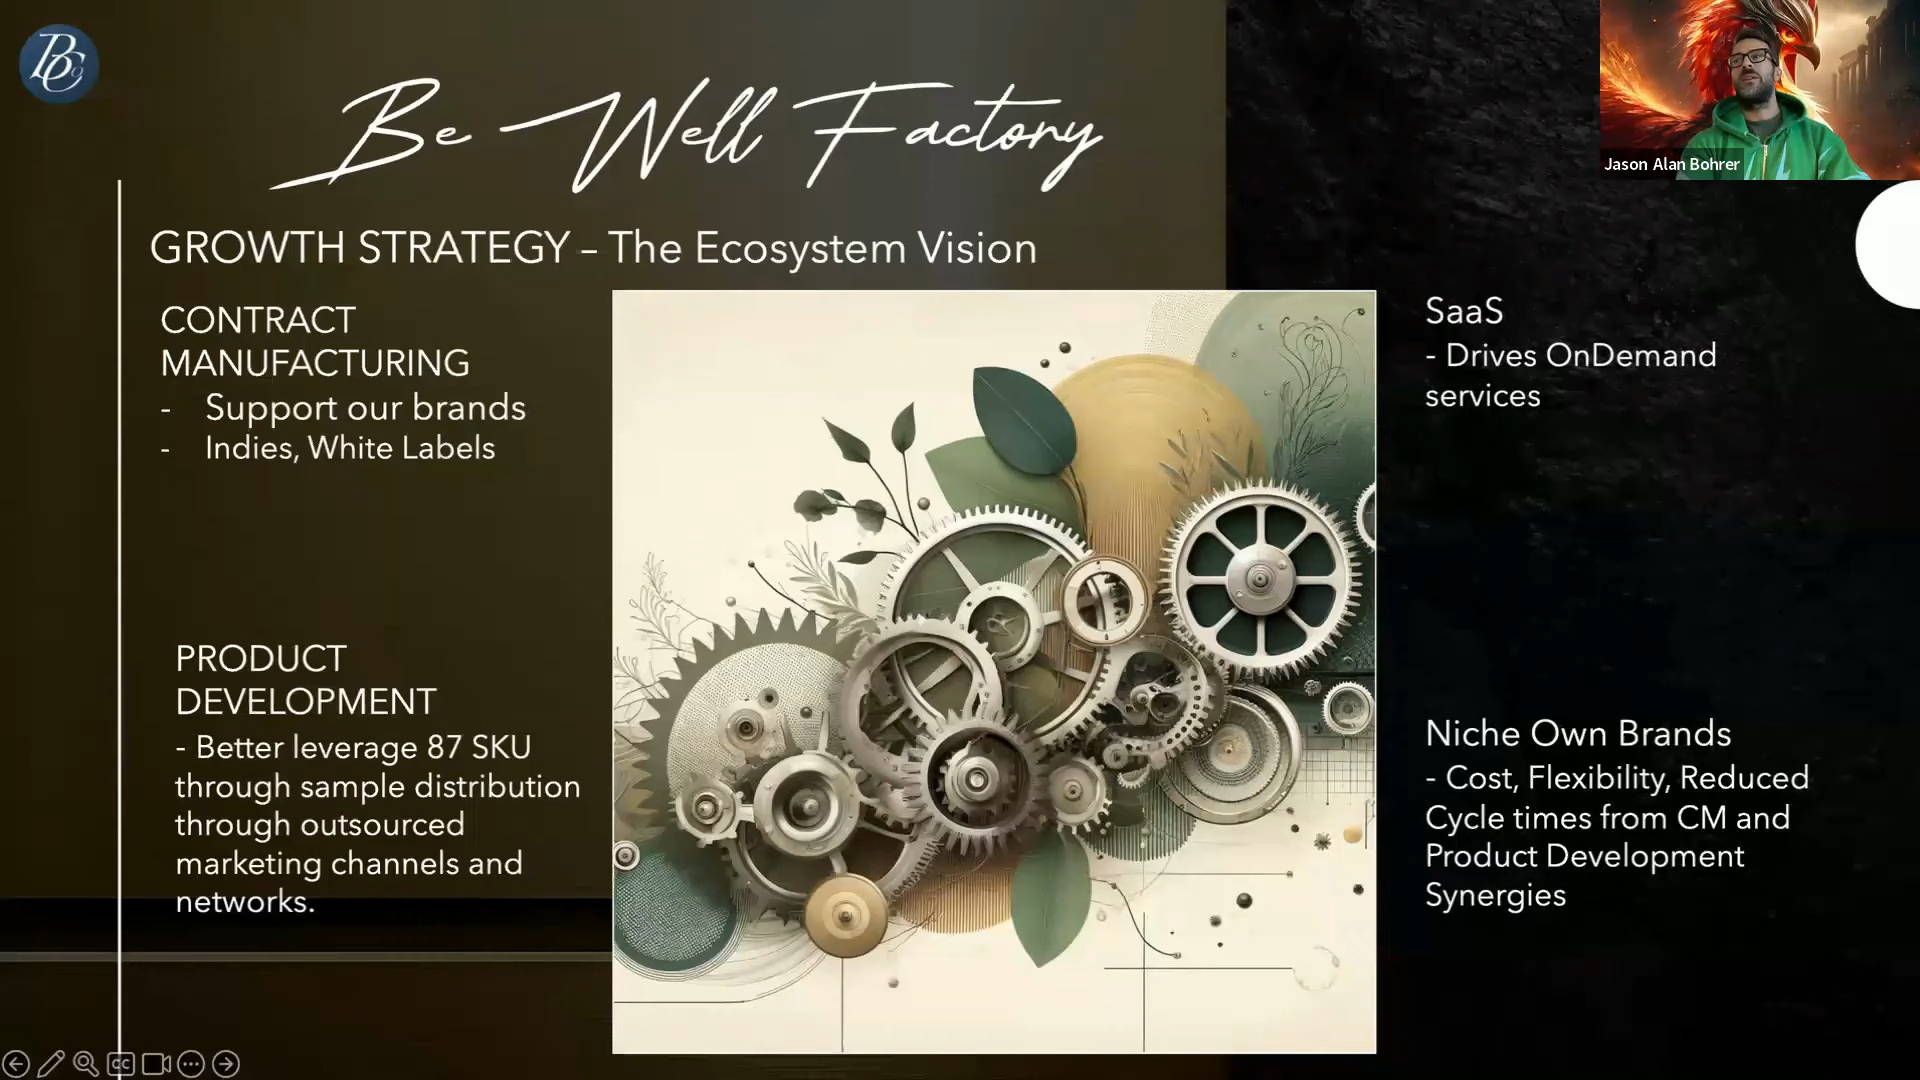 Be Well Factory
GROWTH STRATEGY – The Ecosystem Vision
CONTRACT
MANUFACTURING
- Support our brands
- Indies, White Labels
PRODUCT
DEVELOPMENT
- Better leverage 87 SKU
through sample distribution
through outsourced
marketing channels and
networks.
SaaS
- Drives OnDemand
services
Niche Own Brands
- Cost, Flexibility, Reduced
Cycle times from CM and
Product Development
Synergies
Jason Alan Bohrer
CC